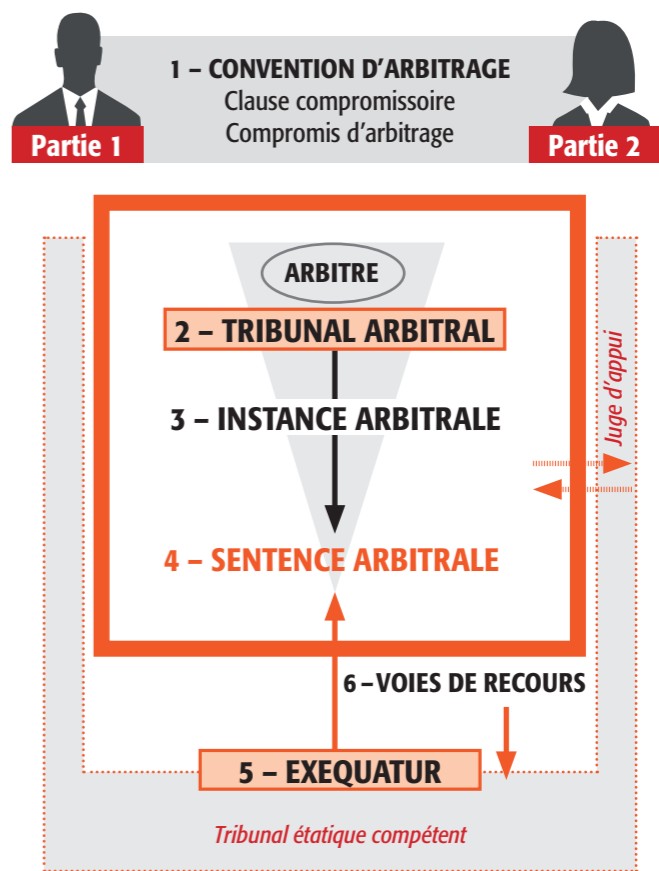 1 – CONVENTION D'ARBITRAGE
Clause compromissoire
Compromis d'arbitrage
Partie 1
Partie 2
ARBITRE
2 – TRIBUNAL ARBITRAL
Juge d'appui
3 – INSTANCE ARBITRALE
4 – SENTENCE ARBITRALE
6 – VOIES DE RECOURS
5 – EXEQUATUR
Tribunal étatique compétent